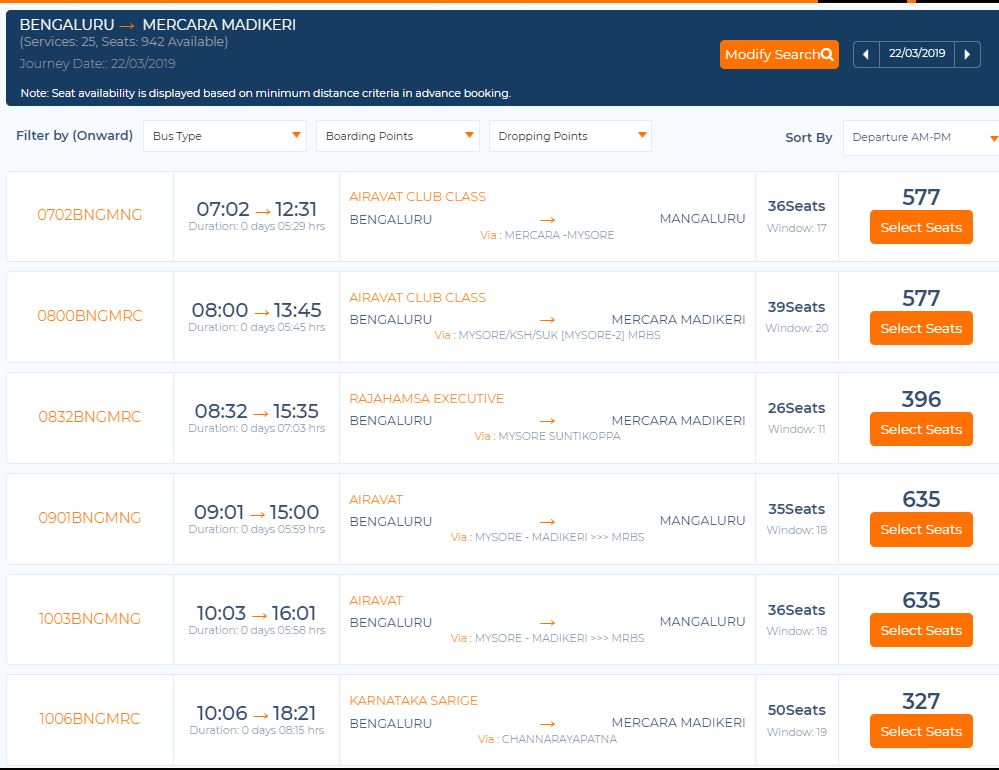 BENGALURU → MERCARA MADIKERI
(Services: 25, Seats: 942 Available)
Journey Date:: 22/03/2019
Modify Search
22/03/2019
Note: Seat availability is displayed based on minimum distance criteria in advance booking.
Filter by (Onward)
Bus Type
Boarding Points
Dropping Points
Sort By
Departure AM-PM
0702BNGMNG
07:02 → 12:31
Duration: 0 days 05:29 hrs
AIRAVAT CLUB CLASS
BENGALURU → MANGALURU
Via : MERCARA -MYSORE
36Seats
Window: 17
577
Select Seats
0800BNGMRC
08:00 → 13:45
Duration: 0 days 05:45 hrs
AIRAVAT CLUB CLASS
BENGALURU → MERCARA MADIKERI
Via : MYSORE/KSH/SUK [MYSORE-2] MRBS
39Seats
Window: 20
577
Select Seats
0832BNGMRC
08:32 → 15:35
Duration: 0 days 07:03 hrs
RAJAHAMSA EXECUTIVE
BENGALURU → MERCARA MADIKERI
Via : MYSORE SUNTIKOPPA
26Seats
Window: 11
396
Select Seats
0901BNGMNG
09:01 → 15:00
Duration: 0 days 05:59 hrs
AIRAVAT
BENGALURU → MANGALURU
Via : MYSORE - MADIKERI >>> MRBS
35Seats
Window: 18
635
Select Seats
1003BNGMNG
10:03 → 16:01
Duration: 0 days 05:58 hrs
AIRAVAT
BENGALURU → MANGALURU
Via : MYSORE - MADIKERI >>> MRBS
36Seats
Window: 18
635
Select Seats
1006BNGMRC
10:06 → 18:21
Duration: 0 days 08:15 hrs
KARNATAKA SARIGE
BENGALURU → MERCARA MADIKERI
Via : CHANNARAYAPATNA
50Seats
Window: 19
327
Select Seats